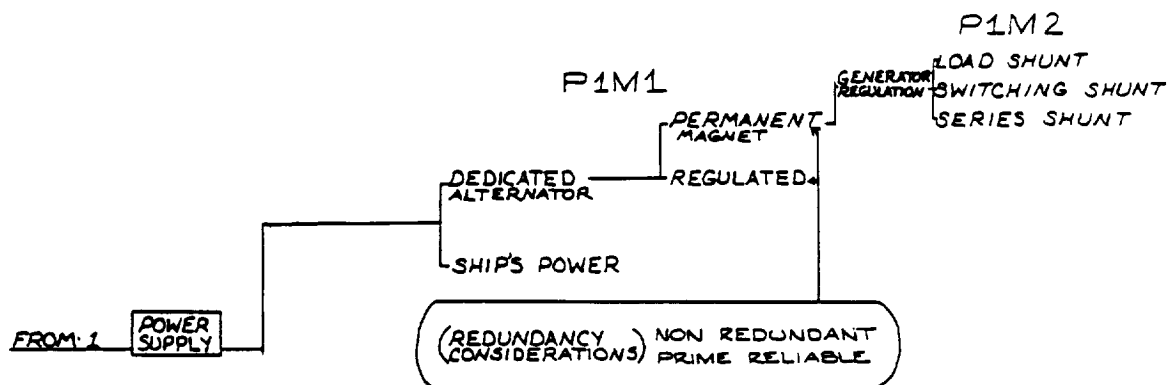 P1M2
LOAD SHUNT
P1M1
GENERATOR
REGULATION
SWITCHING SHUNT
PERMANENT
MAGNET
SERIES SHUNT
DEDICATED
ALTERNATOR
REGULATED
SHIP'S POWER
FROM: 1
POWER
SUPPLY
(REDUNDANCY
CONSIDERATIONS)
NON REDUNDANT
PRIME RELIABLE